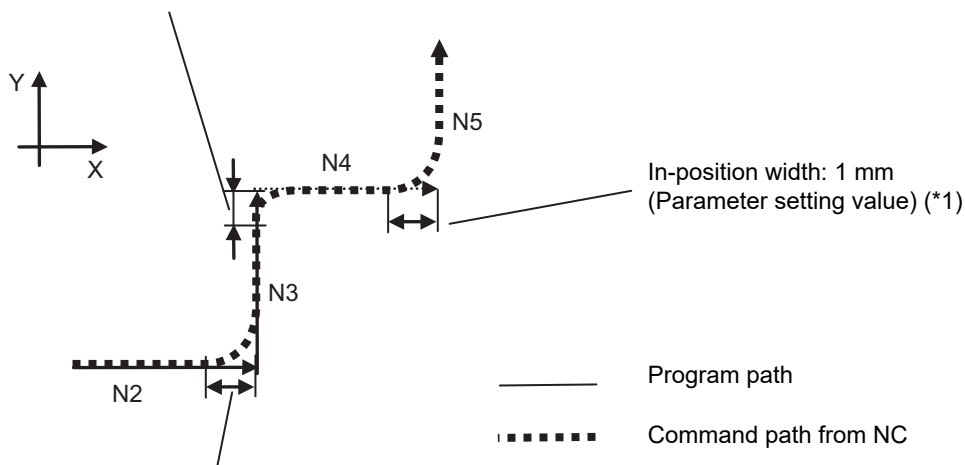 Y
X
N5
N4
In-position width: 1 mm
(Parameter setting value) (*1)
N3
N2
Program path
Command path from NC